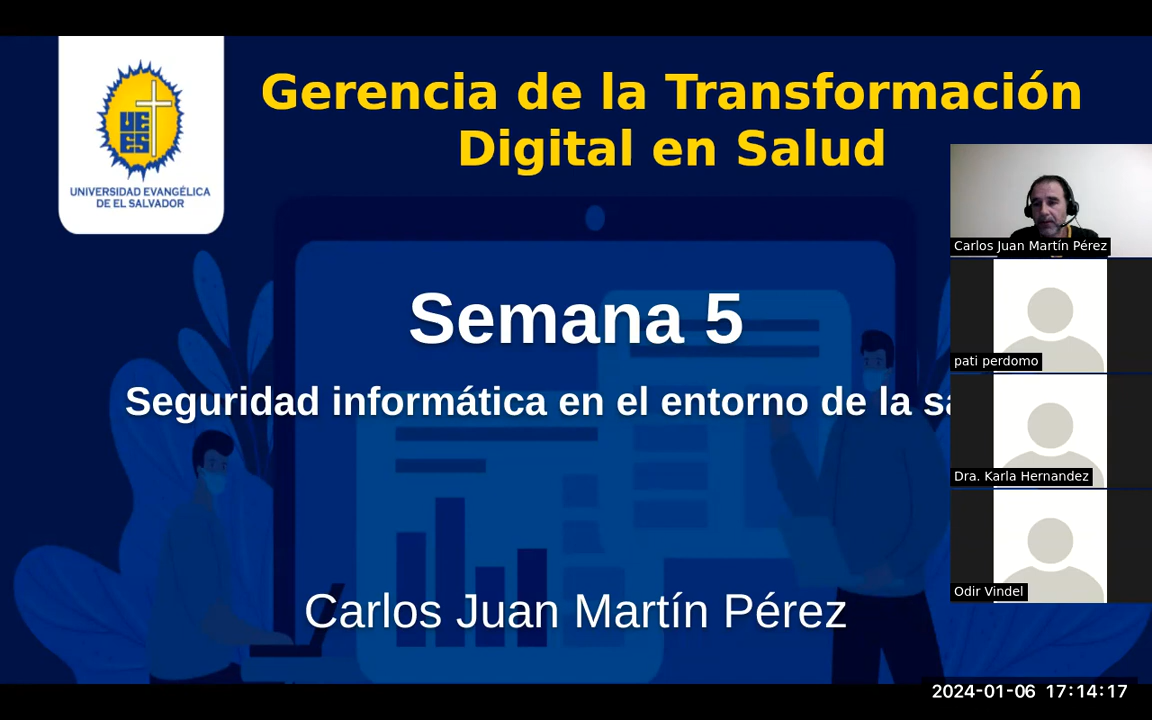 Gerencia de la Transformación
Digital en Salud
UE
ES
UNIVERSIDAD EVANGÉLICA
DE EL SALVADOR
Semana 5
Seguridad informática en el entorno de la sa
Carlos Juan Martín Pérez
Carlos Juan Martín Pérez
pati perdomo
Dra. Karla Hernandez
Odir Vindel
2024-01-06 17:14:17